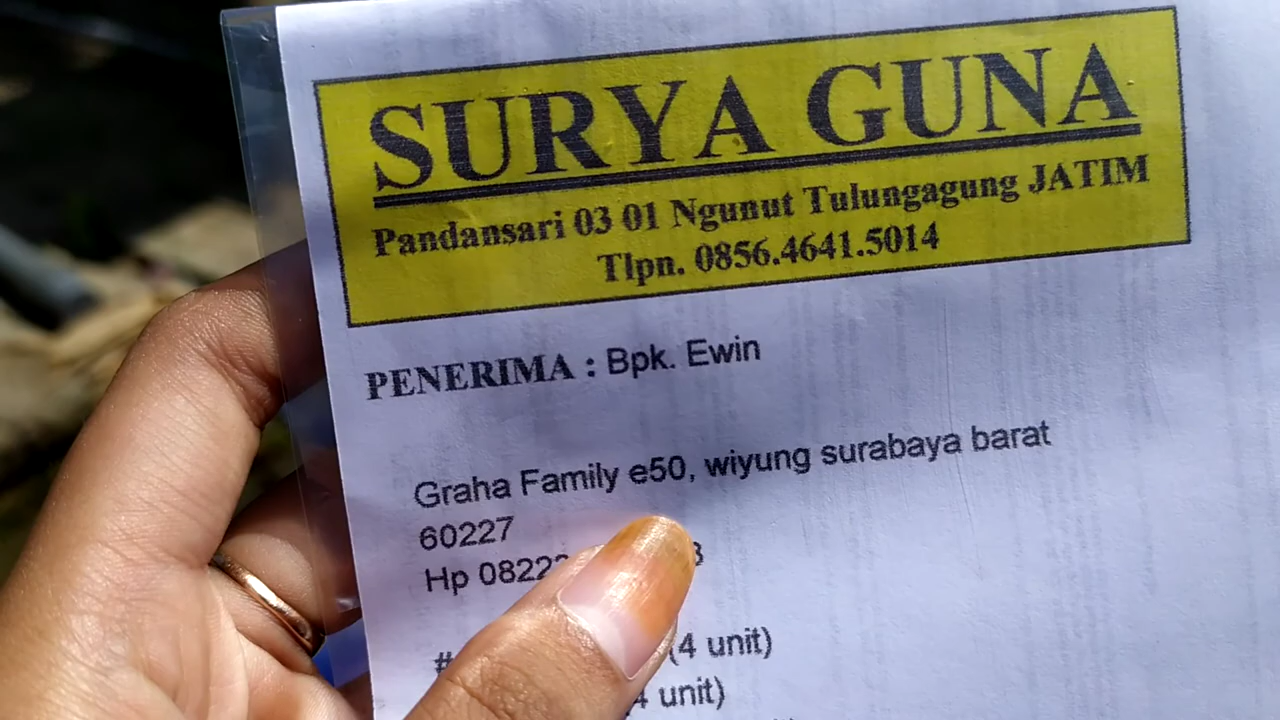 SURYA GUNA
Pandansari 03 01 Ngunut Tulungagung JATIM
Tlpn. 0856.4641.5014
PENERIMA : Bpk. Ewin
Graha Family e50, wiyung surabaya barat
60227
Hp
# (4 unit)
unit)